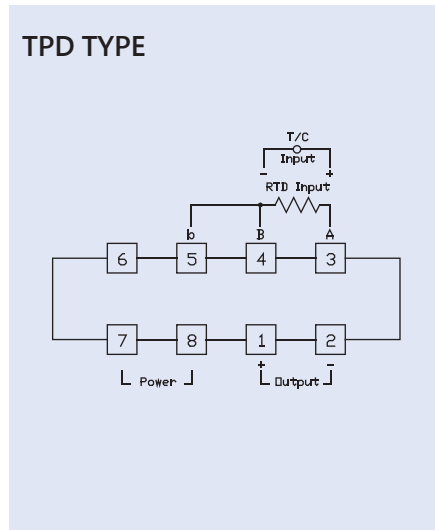 TPD TYPE
T/C
Input
- +
RTD Input
b B A
6 5 4 3
7 8 1 2
+ -
Power Output